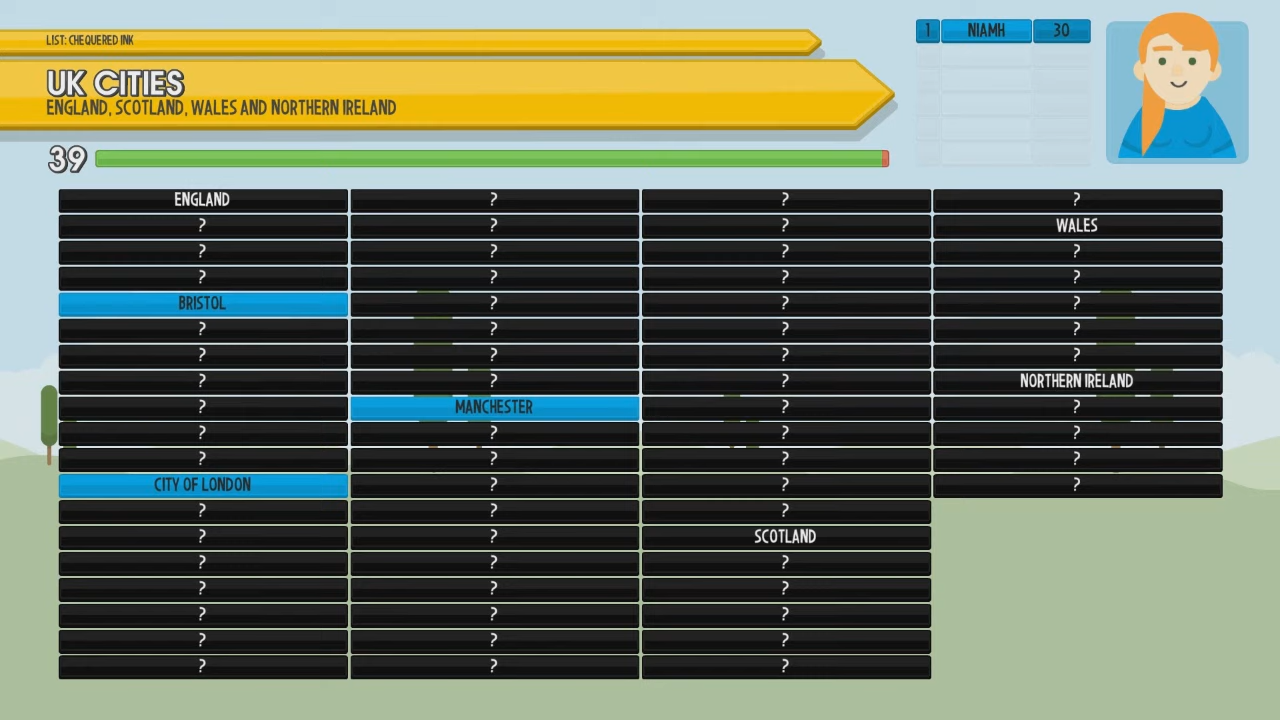 LIST: CHEQUERED INK
UK CITIES
ENGLAND, SCOTLAND, WALES AND NORTHERN IRELAND
1 NIAMH 30
39
ENGLAND ? ? ?
? ? ? WALES
? ? ? ?
? ? ? ?
BRISTOL ? ? ?
? ? ? ?
? ? ? ?
? ? ? NORTHERN IRELAND
? MANCHESTER ? ?
? ? ? ?
? ? ? ?
CITY OF LONDON ? ? ?
? ? ?
? ? SCOTLAND
? ? ?
? ? ?
? ? ?
? ? ?
? ? ?